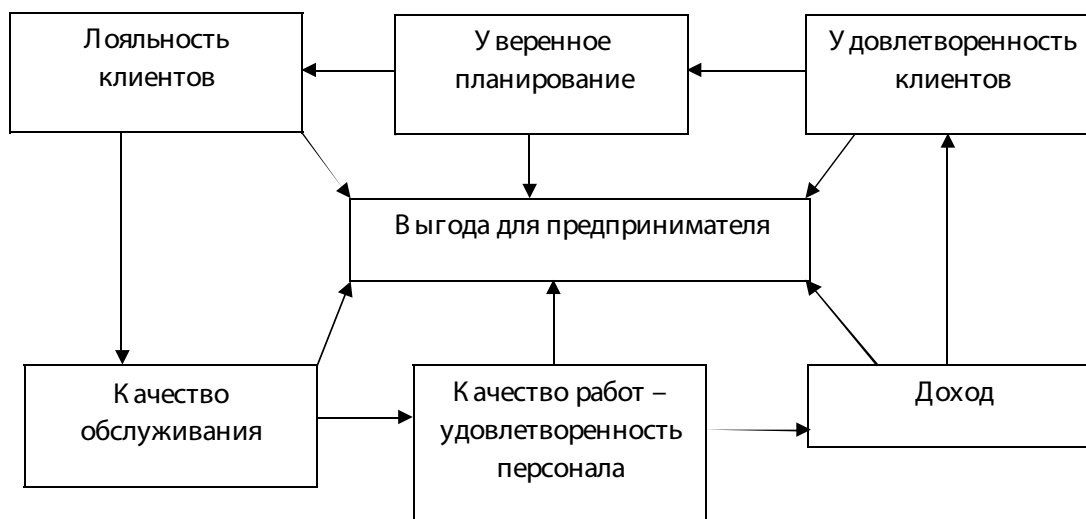 Лояльность
клиентов
Уверенное
планирование
Удовлетворенность
клиентов
Выгода для предпринимателя
Качество
обслуживания
Качество работ –
удовлетворенность
персонала
Доход